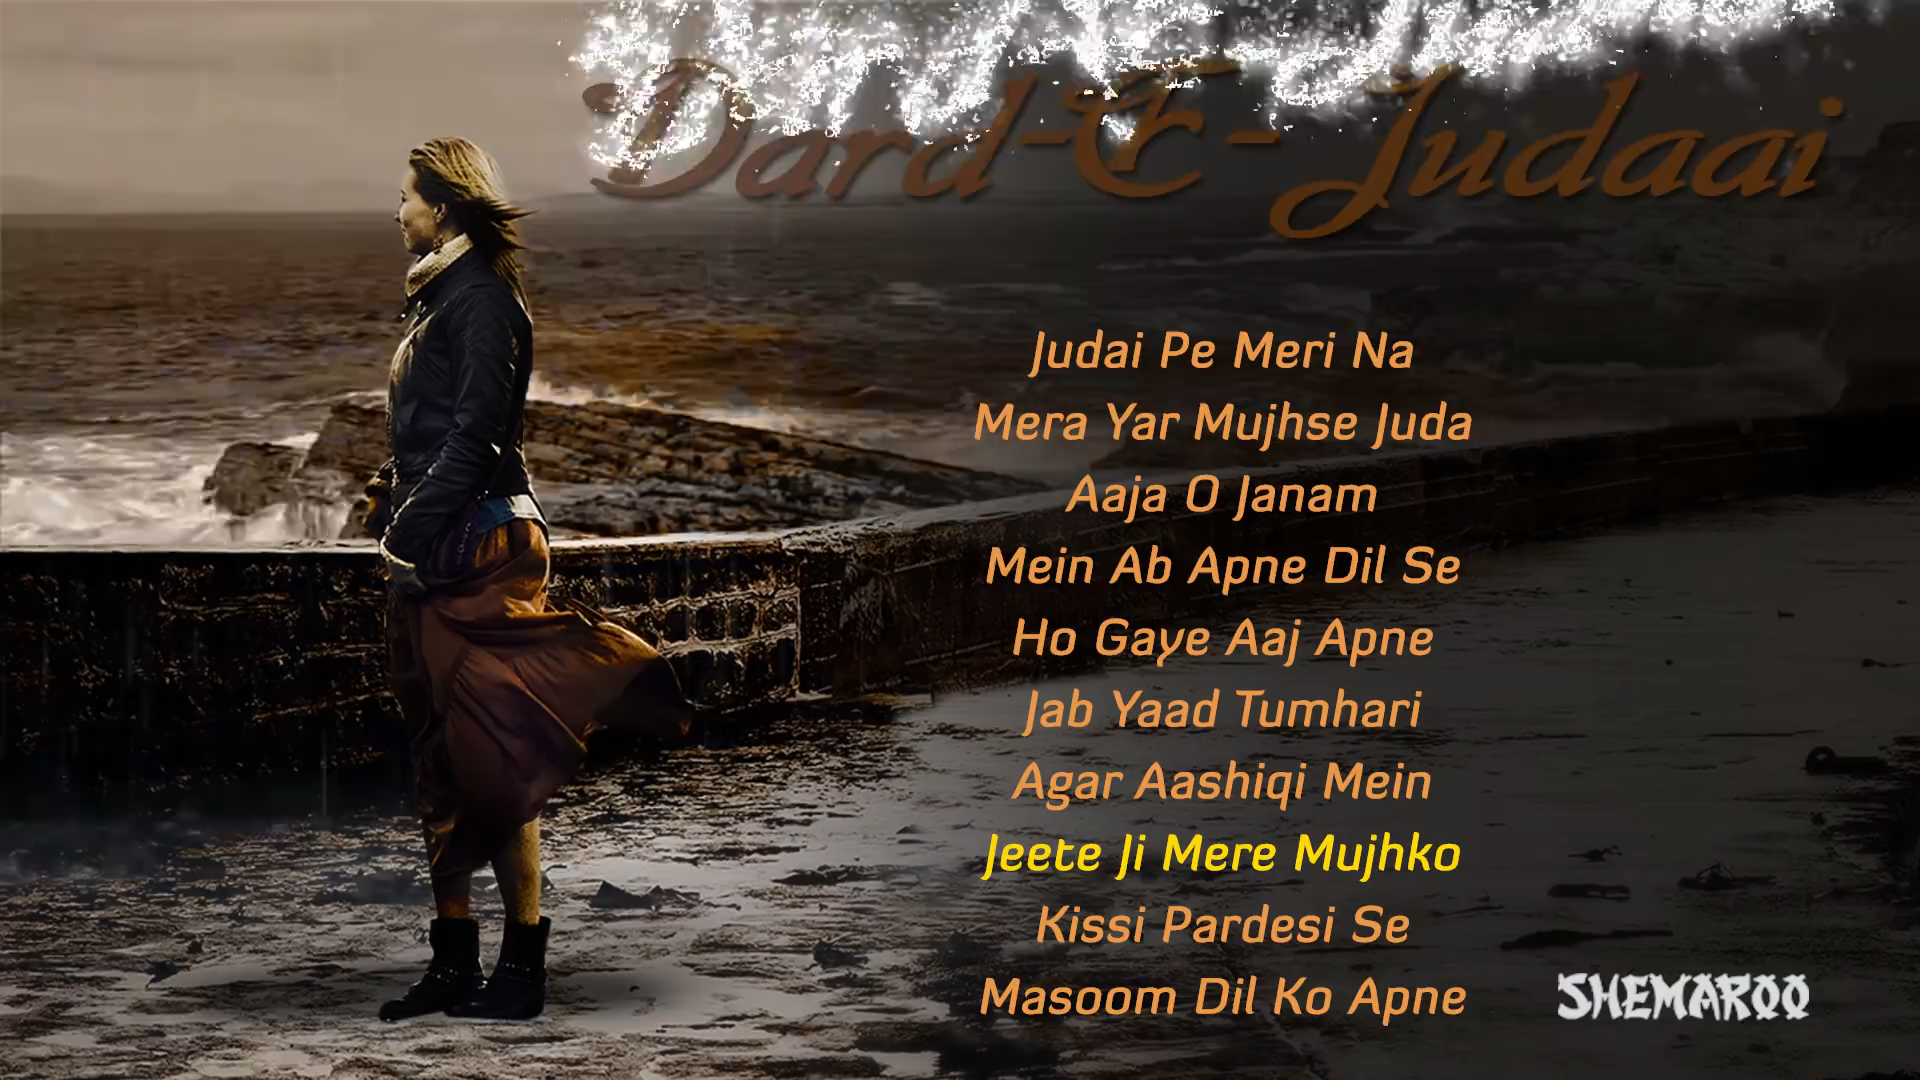 Dard-E-Judaai
Judai Pe Meri Na
Mera Yar Mujhse Juda
Aaja O Janam
Mein Ab Apne Dil Se
Ho Gaye Aaj Apne
Jab Yaad Tumhari
Agar Aashiqi Mein
Jeete Ji Mere Mujhko
Kissi Pardesi Se
Masoom Dil Ko Apne
SHEMAROO